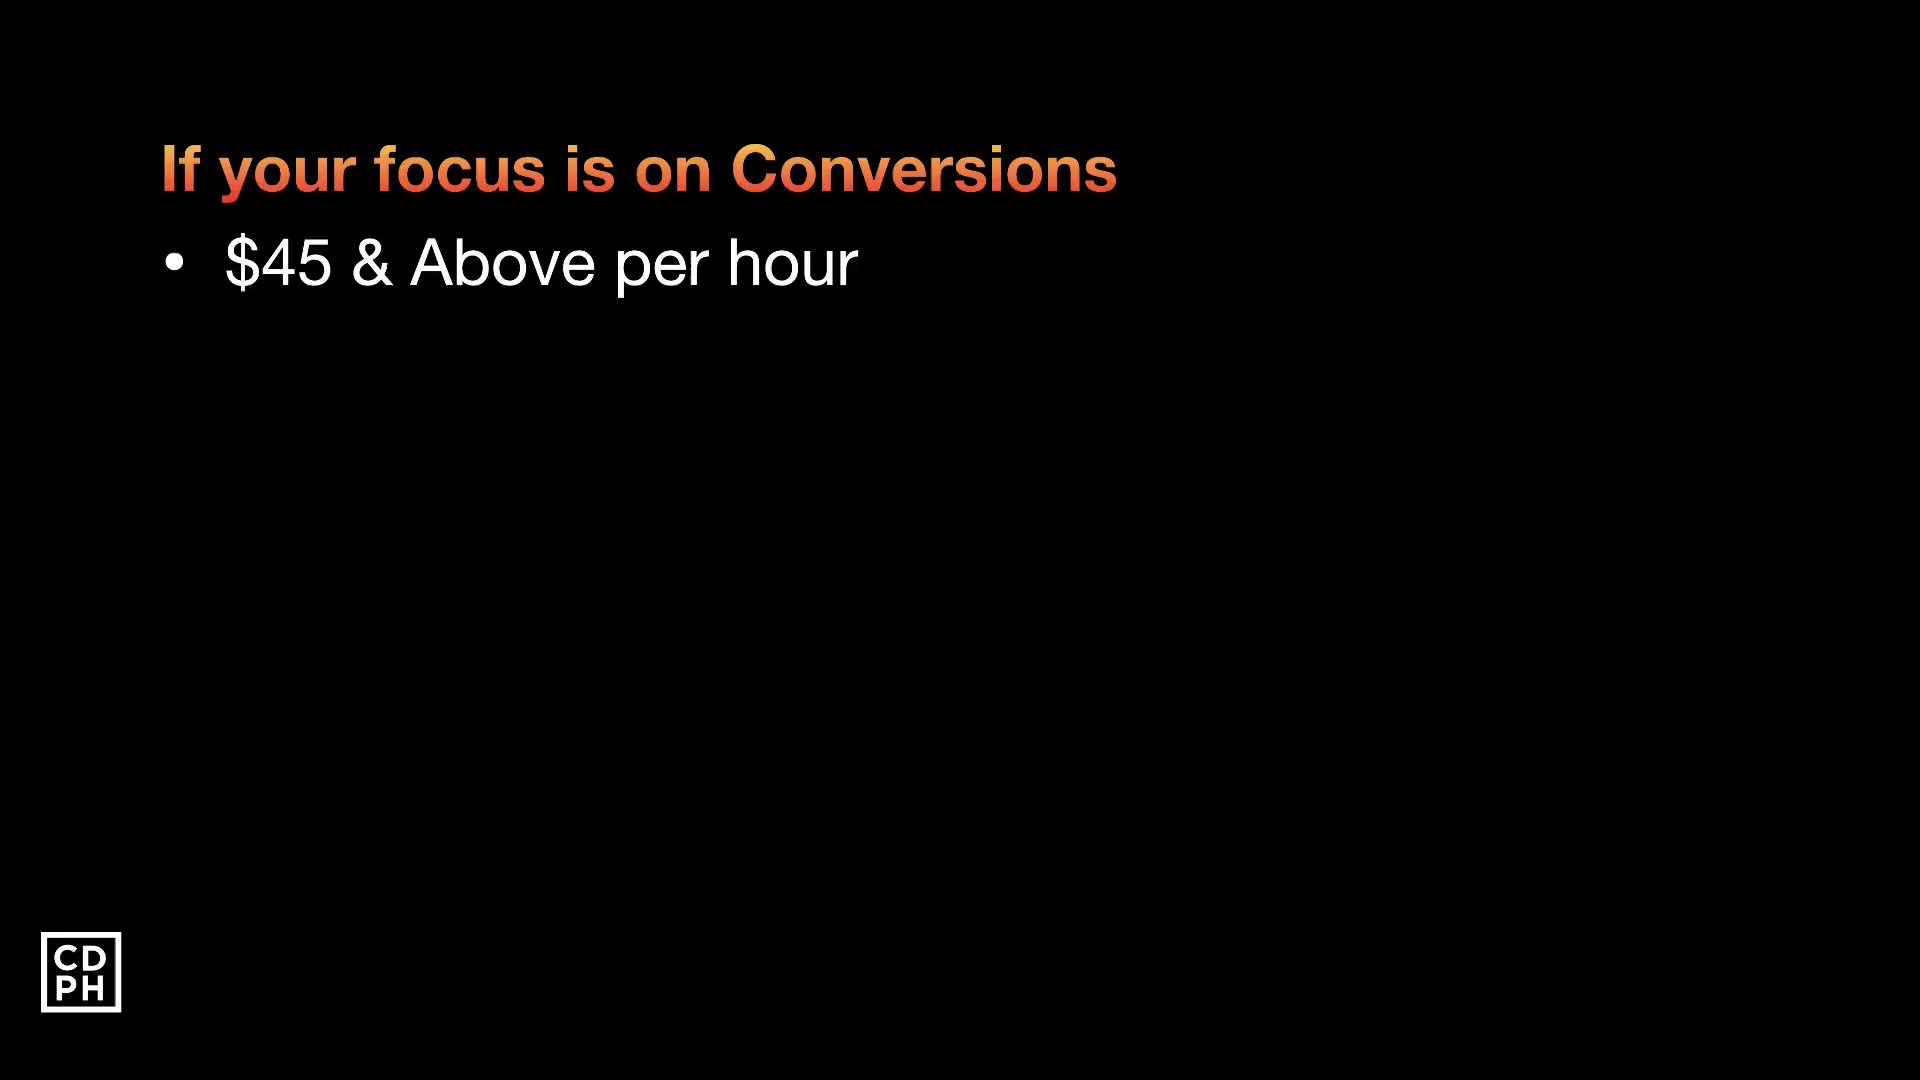 If your focus is on Conversions
• $45 & Above per hour
CD
PH